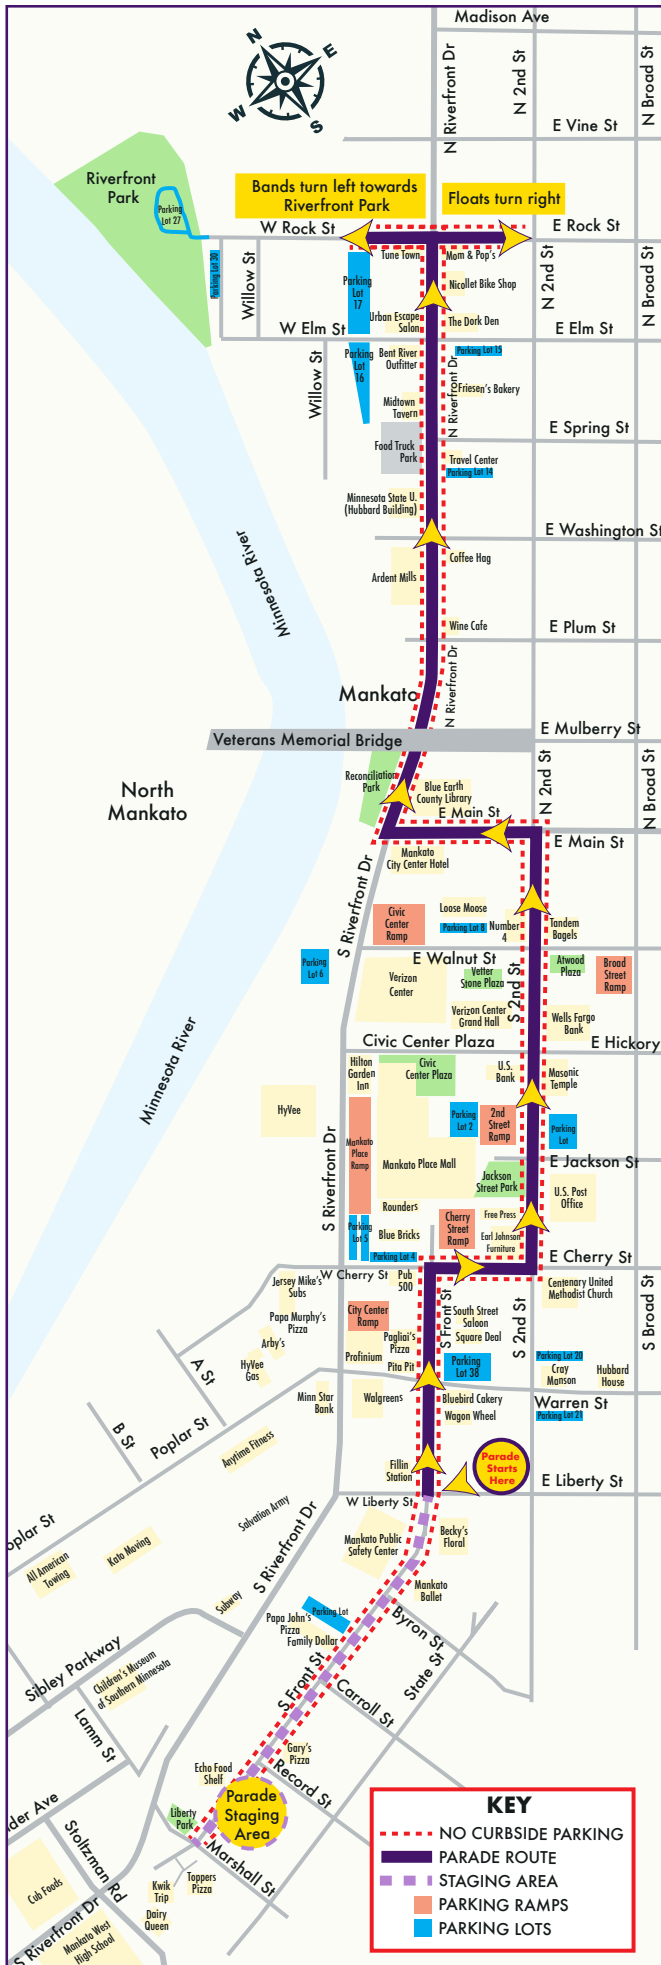 Madison Ave
N Riverfront Dr
N 2nd St
N Broad St
N
E
W
S
E Vine St
Riverfront
Park
Parking
Lot 27
Bands turn left towards
Riverfront Park
Floats turn right
W Rock St
E Rock St
Parking Lot 30
Willow St
Tune Town
Mom & Pop's
Parking
Lot
17
Nicollet Bike Shop
N 2nd St
N Broad St
Urban Escape
Salon
The Dork Den
W Elm St
E Elm St
Willow St
Parking
Lot
16
Bent River
Outfitter
Parking Lot 15
N Riverfront Dr
Friesen's Bakery
Midtown
Tavern
E Spring St
Food Truck
Park
Travel Center
Parking Lot 14
Minnesota State U.
(Hubbard Building)
E Washington St
Minnesota River
Coffee Hag
Ardent Mills
Wine Cafe
E Plum St
N Riverfront Dr
Mankato
E Mulberry St
Veterans Memorial Bridge
North
Mankato
Reconciliation
Park
Blue Earth
County Library
N 2nd St
N Broad St
E Main St
E Main St
Mankato
City Center Hotel
S Riverfront Dr
Civic
Center
Ramp
Loose Moose
Parking Lot 8
Number
4
Tandem
Bagels
Parking
Lot 6
E Walnut St
Verizon
Center
Vetter
Stone Plaza
S 2nd St
Atwood
Plaza
Broad
Street
Ramp
Verizon Center
Grand Hall
Wells Fargo
Bank
Minnesota River
Civic Center Plaza
E Hickory
Hilton
Garden
Inn
Civic
Center Plaza
U.S.
Bank
Masonic
Temple
HyVee
Parking
Lot 2
2nd
Street
Ramp
Parking
Lot
Mankato
Place
Ramp
S Riverfront Dr
Mankato Place Mall
E Jackson St
Jackson
Street Park
U.S. Post
Office
Rounders
Parking
Lot
5
Blue Bricks
Cherry
Street
Ramp
Free Press
Earl Johnson
Furniture
Parking Lot 4
E Cherry St
W Cherry St
Pub
500
Jersey Mike's
Subs
Centenary United
Methodist Church
Papa Murphy's
Pizza
City Center
Ramp
S Front St
South Street
Saloon
Square Deal
S 2nd St
S Broad St
Arby's
Pagliai's
Pizza
Profinium
Pita Pit
A St
HyVee
Gas
Parking
Lot 38
Parking Lot 20
Cray
Manson
Hubbard
House
Minn Star
Bank
Walgreens
Bluebird Cakery
Wagon Wheel
Warren St
Parking Lot 21
B St
Poplar St
Anytime Fitness
Fillin
Station
Parade
Starts
Here
E Liberty St
W Liberty St
Salvation Army
S Riverfront Dr
oplar St
Kato Moving
All American
Towing
Mankato Public
Safety Center
Becky's
Floral
Subway
Mankato
Ballet
Parking Lot
Papa John's
Pizza
Family Dollar
Byron St
Sibley Parkway
Children's Museum
of Southern Minnesota
S Front St
State St
Carroll St
Lamm St
Gary's
Pizza
Echo Food
Shelf
Record St
Parade
Staging
Area
Liberty
Park
der Ave
Stoltzman Rd
Marshall St
Cub Foods
Kwik
Trip
Toppers
Pizza
Dairy
Queen
S Riverfront Dr
Mankato West
High School
KEY
NO CURBSIDE PARKING
PARADE ROUTE
STAGING AREA
PARKING RAMPS
PARKING LOTS